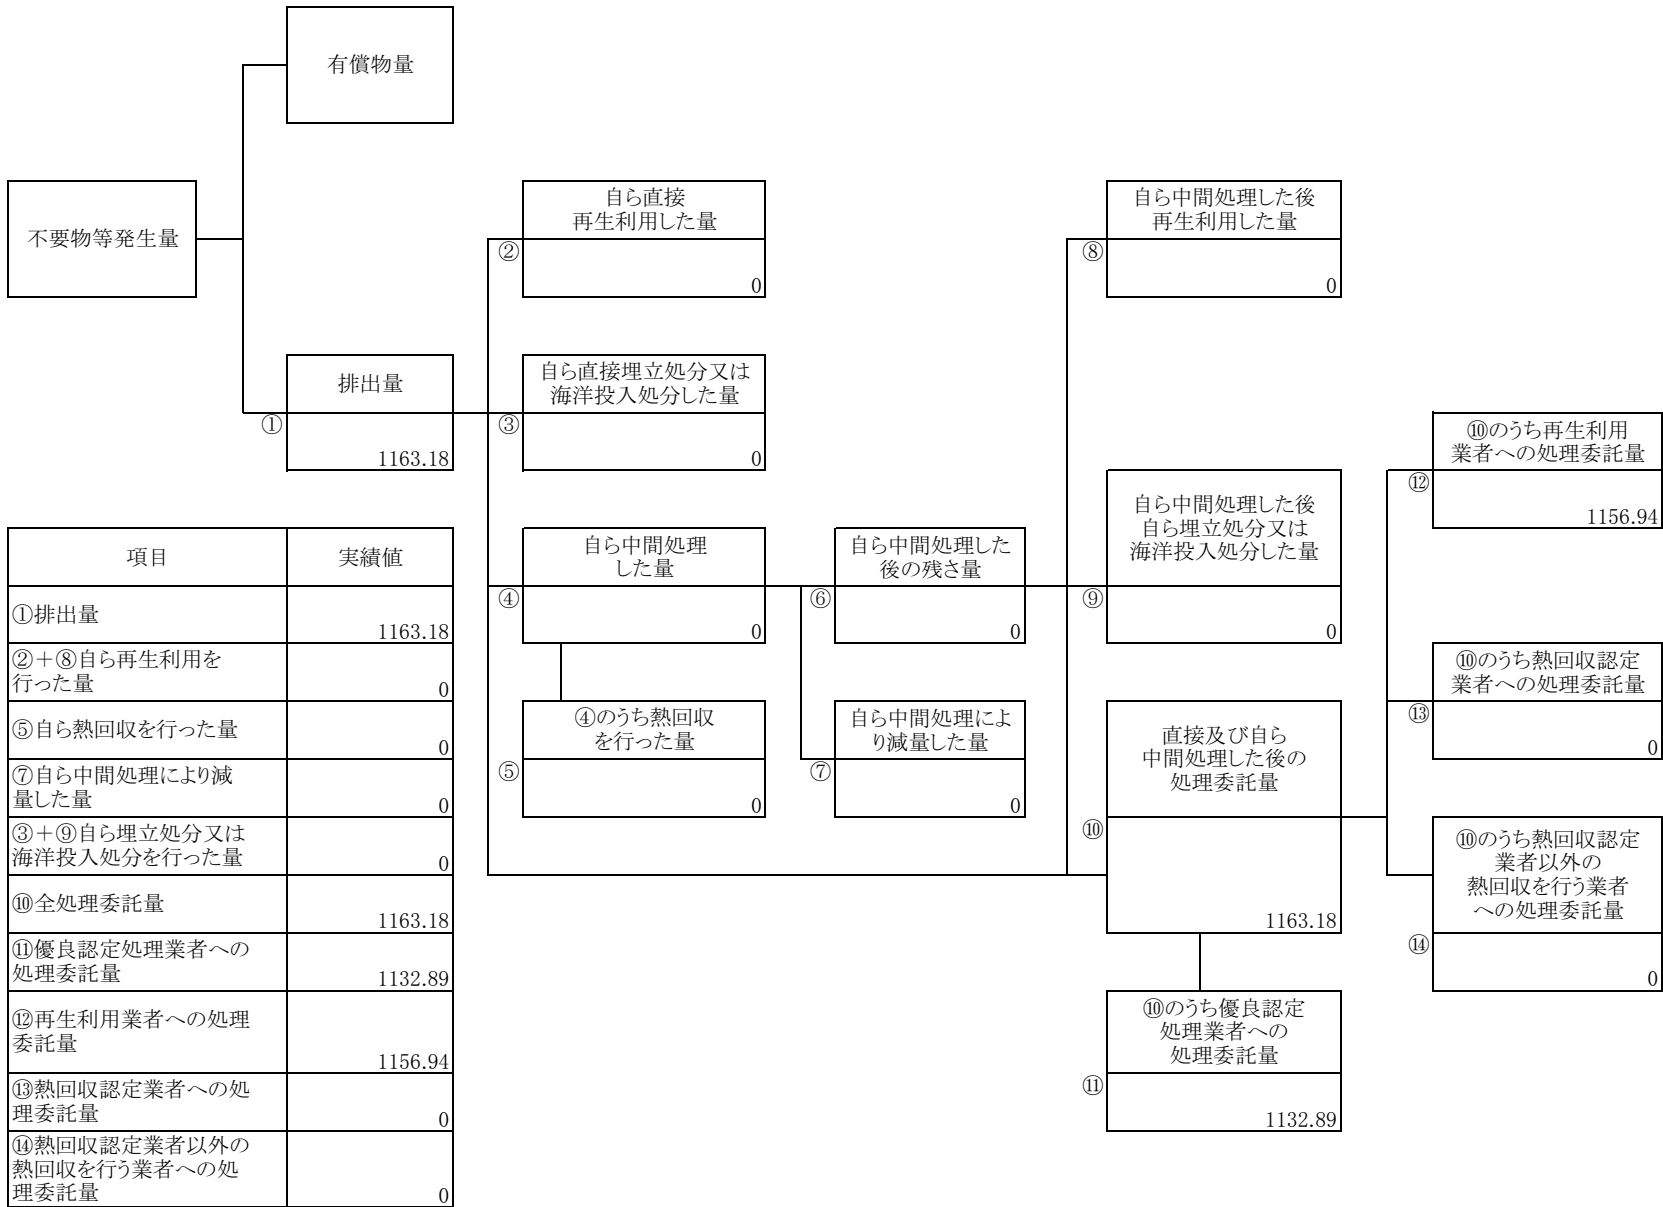 有償物量
不要物等発生量
排出量
①
1163.18
自ら直接
再生利用した量
②
0
自ら直接埋立処分又は
海洋投入処分した量
③
0
自ら中間処理
した量
④
0
④のうち熱回収
を行った量
⑤
0
自ら中間処理した
後の残さ量
⑥
0
自ら中間処理によ
り減量した量
⑦
0
自ら中間処理した後
再生利用した量
⑧
0
自ら中間処理した後
自ら埋立処分又は
海洋投入処分した量
⑨
0
直接及び自ら
中間処理した後の
処理委託量
⑩
1163.18
⑩のうち優良認定
処理業者への
処理委託量
⑪
1132.89
⑩のうち再生利用
業者への処理委託量
⑫
1156.94
⑩のうち熱回収認定
業者への処理委託量
⑬
0
⑩のうち熱回収認定
業者以外の
熱回収を行う業者
への処理委託量
⑭
0
項目 実績値
①排出量
1163.18
②+⑧自ら再生利用を
行った量
0
⑤自ら熱回収を行った量
0
⑦自ら中間処理により減
量した量
0
③+⑨自ら埋立処分又は
海洋投入処分を行った量
0
⑩全処理委託量
1163.18
⑪優良認定処理業者への
処理委託量
1132.89
⑫再生利用業者への処理
委託量
1156.94
⑬熱回収認定業者への処
理委託量
0
⑭熱回収認定業者以外の
熱回収を行う業者への処
理委託量
0